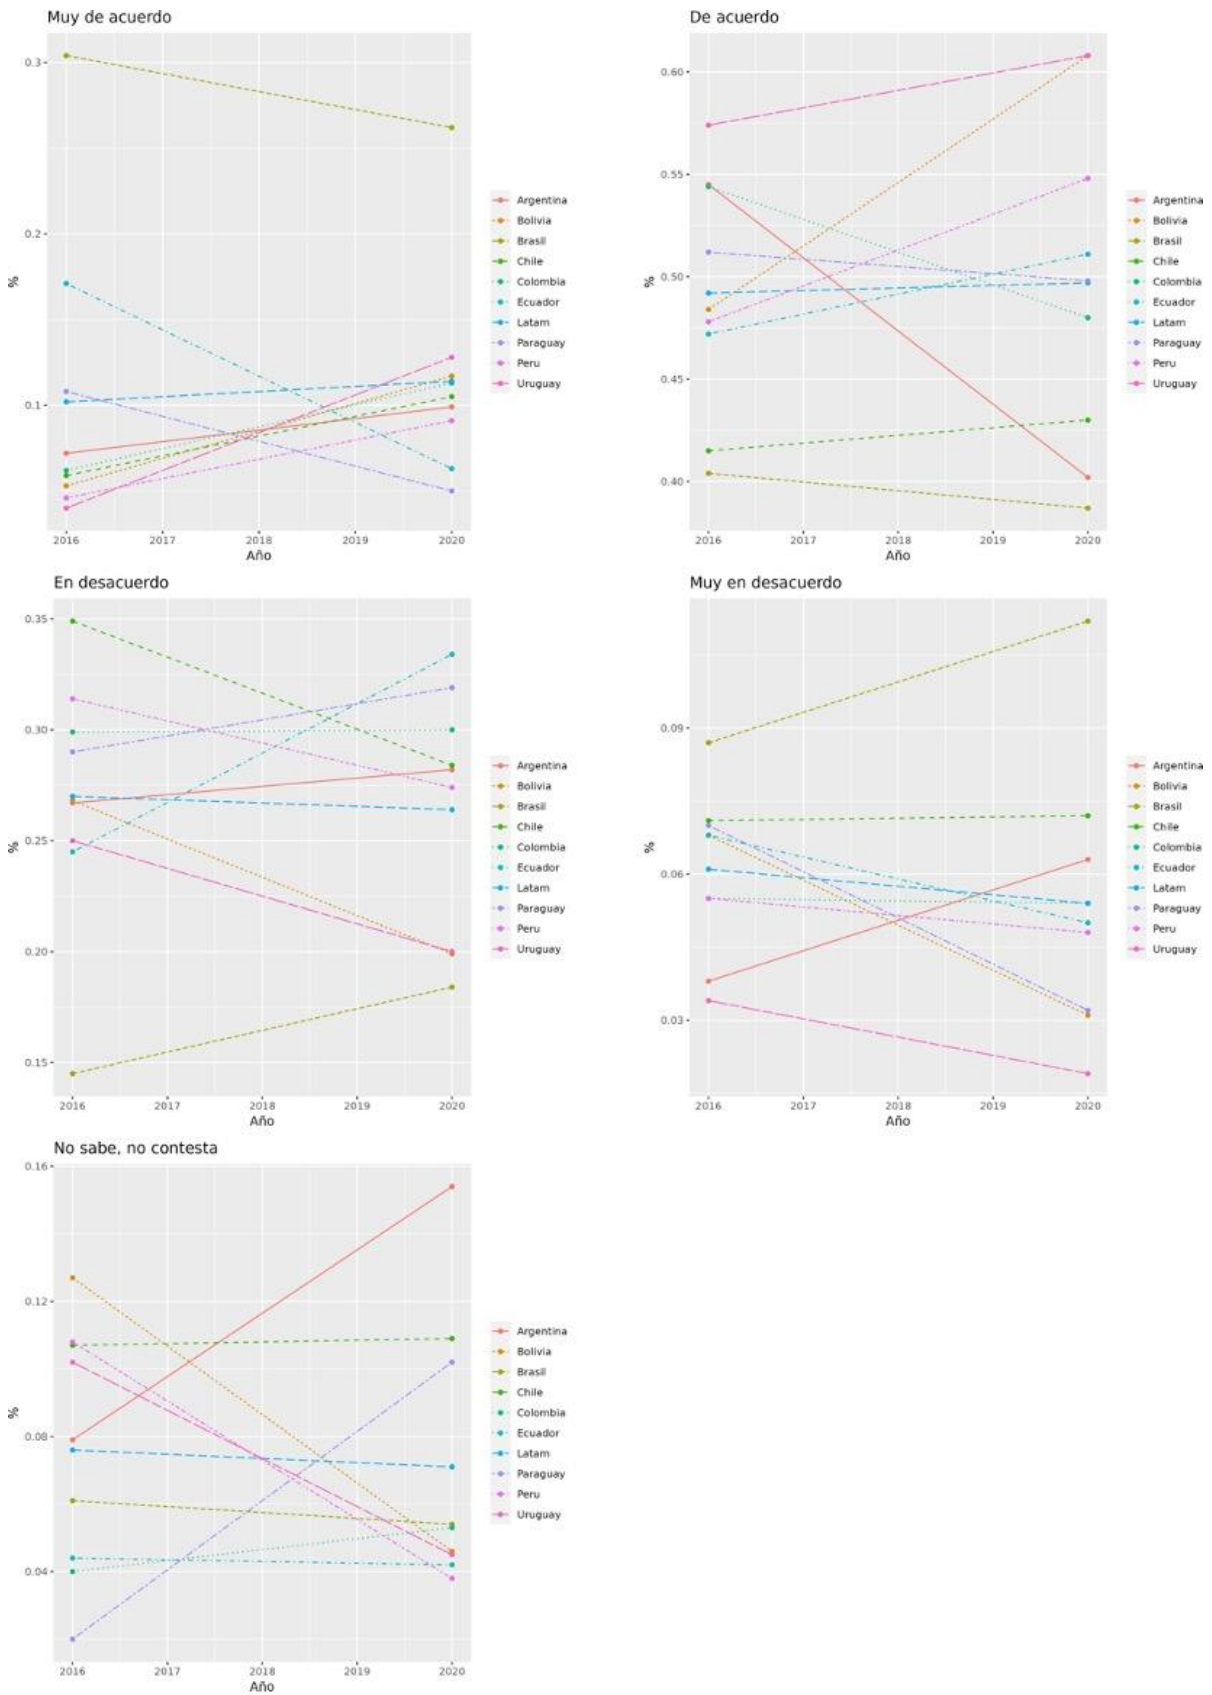 Muy de acuerdo
0.3
0.2
0.1
%
2016 2017 2018 2019 2020
Año
Argentina
Bolivia
Brasil
Chile
Colombia
Ecuador
Latam
Paraguay
Peru
Uruguay
De acuerdo
0.60
0.55
0.50
0.45
0.40
%
2016 2017 2018 2019 2020
Año
Argentina
Bolivia
Brasil
Chile
Colombia
Ecuador
Latam
Paraguay
Peru
Uruguay
En desacuerdo
0.35
0.30
0.25
0.20
0.15
%
2016 2017 2018 2019 2020
Año
Argentina
Bolivia
Brasil
Chile
Colombia
Ecuador
Latam
Paraguay
Peru
Uruguay
Muy en desacuerdo
0.09
0.06
0.03
%
2016 2017 2018 2019 2020
Año
Argentina
Bolivia
Brasil
Chile
Colombia
Ecuador
Latam
Paraguay
Peru
Uruguay
No sabe, no contesta
0.16
0.12
0.08
0.04
%
2016 2017 2018 2019 2020
Año
Argentina
Bolivia
Brasil
Chile
Colombia
Ecuador
Latam
Paraguay
Peru
Uruguay